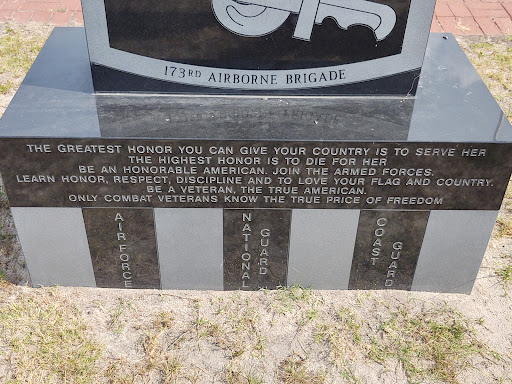 173RD AIRBORNE BRIGADE
THE GREATEST HONOR YOU CAN GIVE YOUR COUNTRY IS TO SERVE HER
THE HIGHEST HONOR IS TO DIE FOR HER
BE AN HONORABLE AMERICAN. JOIN THE ARMED FORCES.
LEARN HONOR, RESPECT, DISCIPLINE AND TO LOVE YOUR FLAG AND COUNTRY.
BE A VETERAN, THE TRUE AMERICAN.
ONLY COMBAT VETERANS KNOW THE TRUE PRICE OF FREEDOM
AIR FORCE
NATIONAL
GUARD
COAST
GUARD